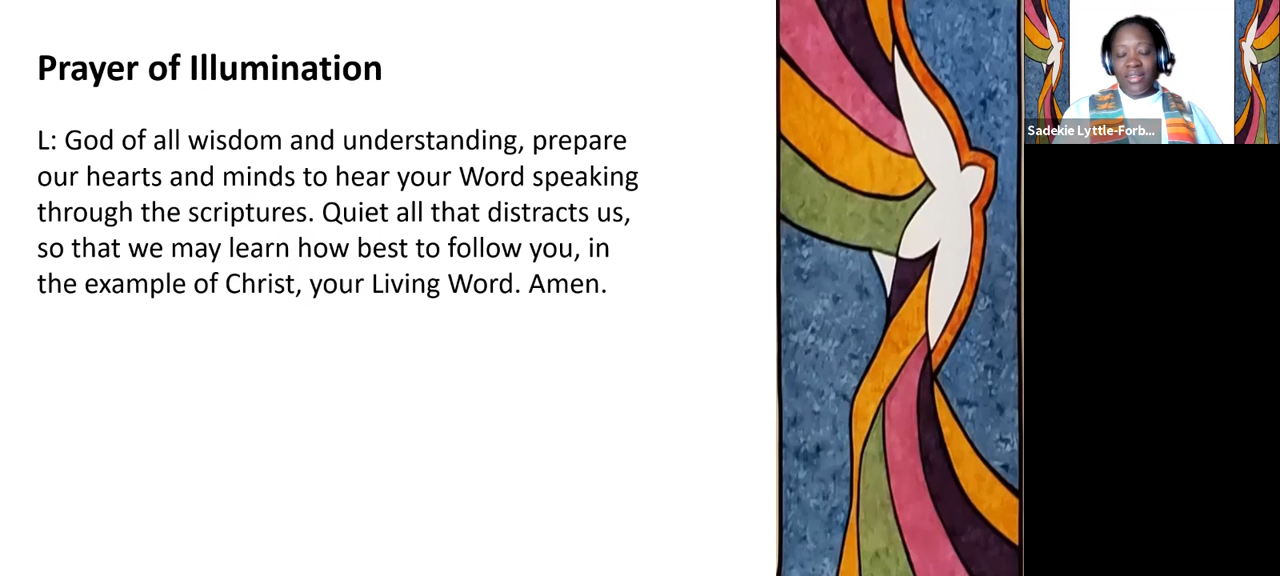 Prayer of Illumination
L: God of all wisdom and understanding, prepare
our hearts and minds to hear your Word speaking
through the scriptures. Quiet all that distracts us,
so that we may learn how best to follow you, in
the example of Christ, your Living Word. Amen.
Sadekie Lyttle-Forb...